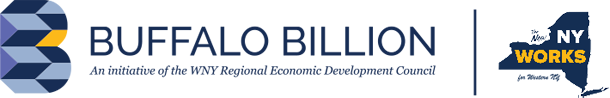 BUFFALO BILLION
An initiative of the WNY Regional Economic Development Council
The New NY
WORKS
for Western NY